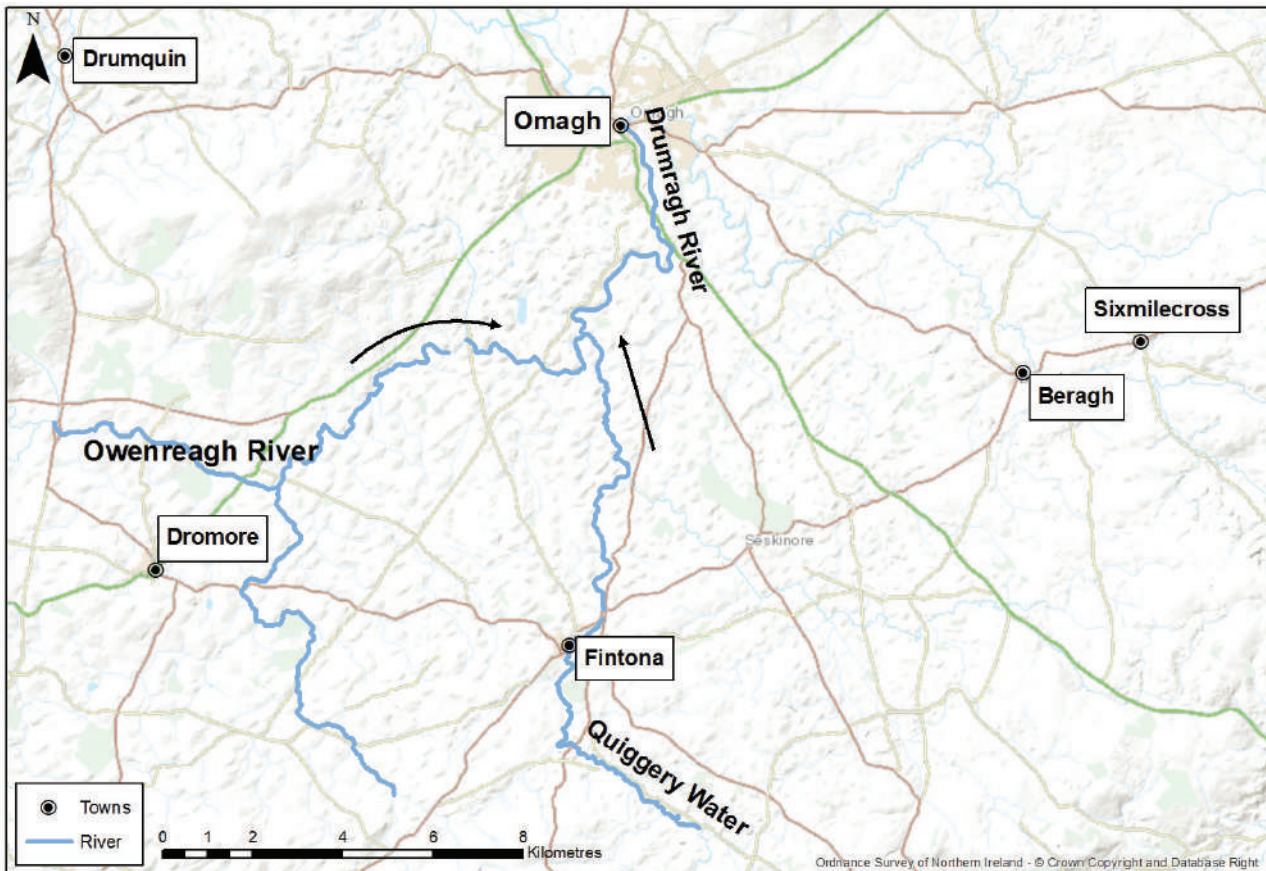 N
Drumquin
Omagh
Omagh
Drumragh River
Sixmilecross
Beragh
Owenreagh River
Dromore
Seskinore
Fintona
Quiggery Water
Towns
River
0 1 2 4 6 8
Kilometres
Ordnance Survey of Northern Ireland - © Crown Copyright and Database Right